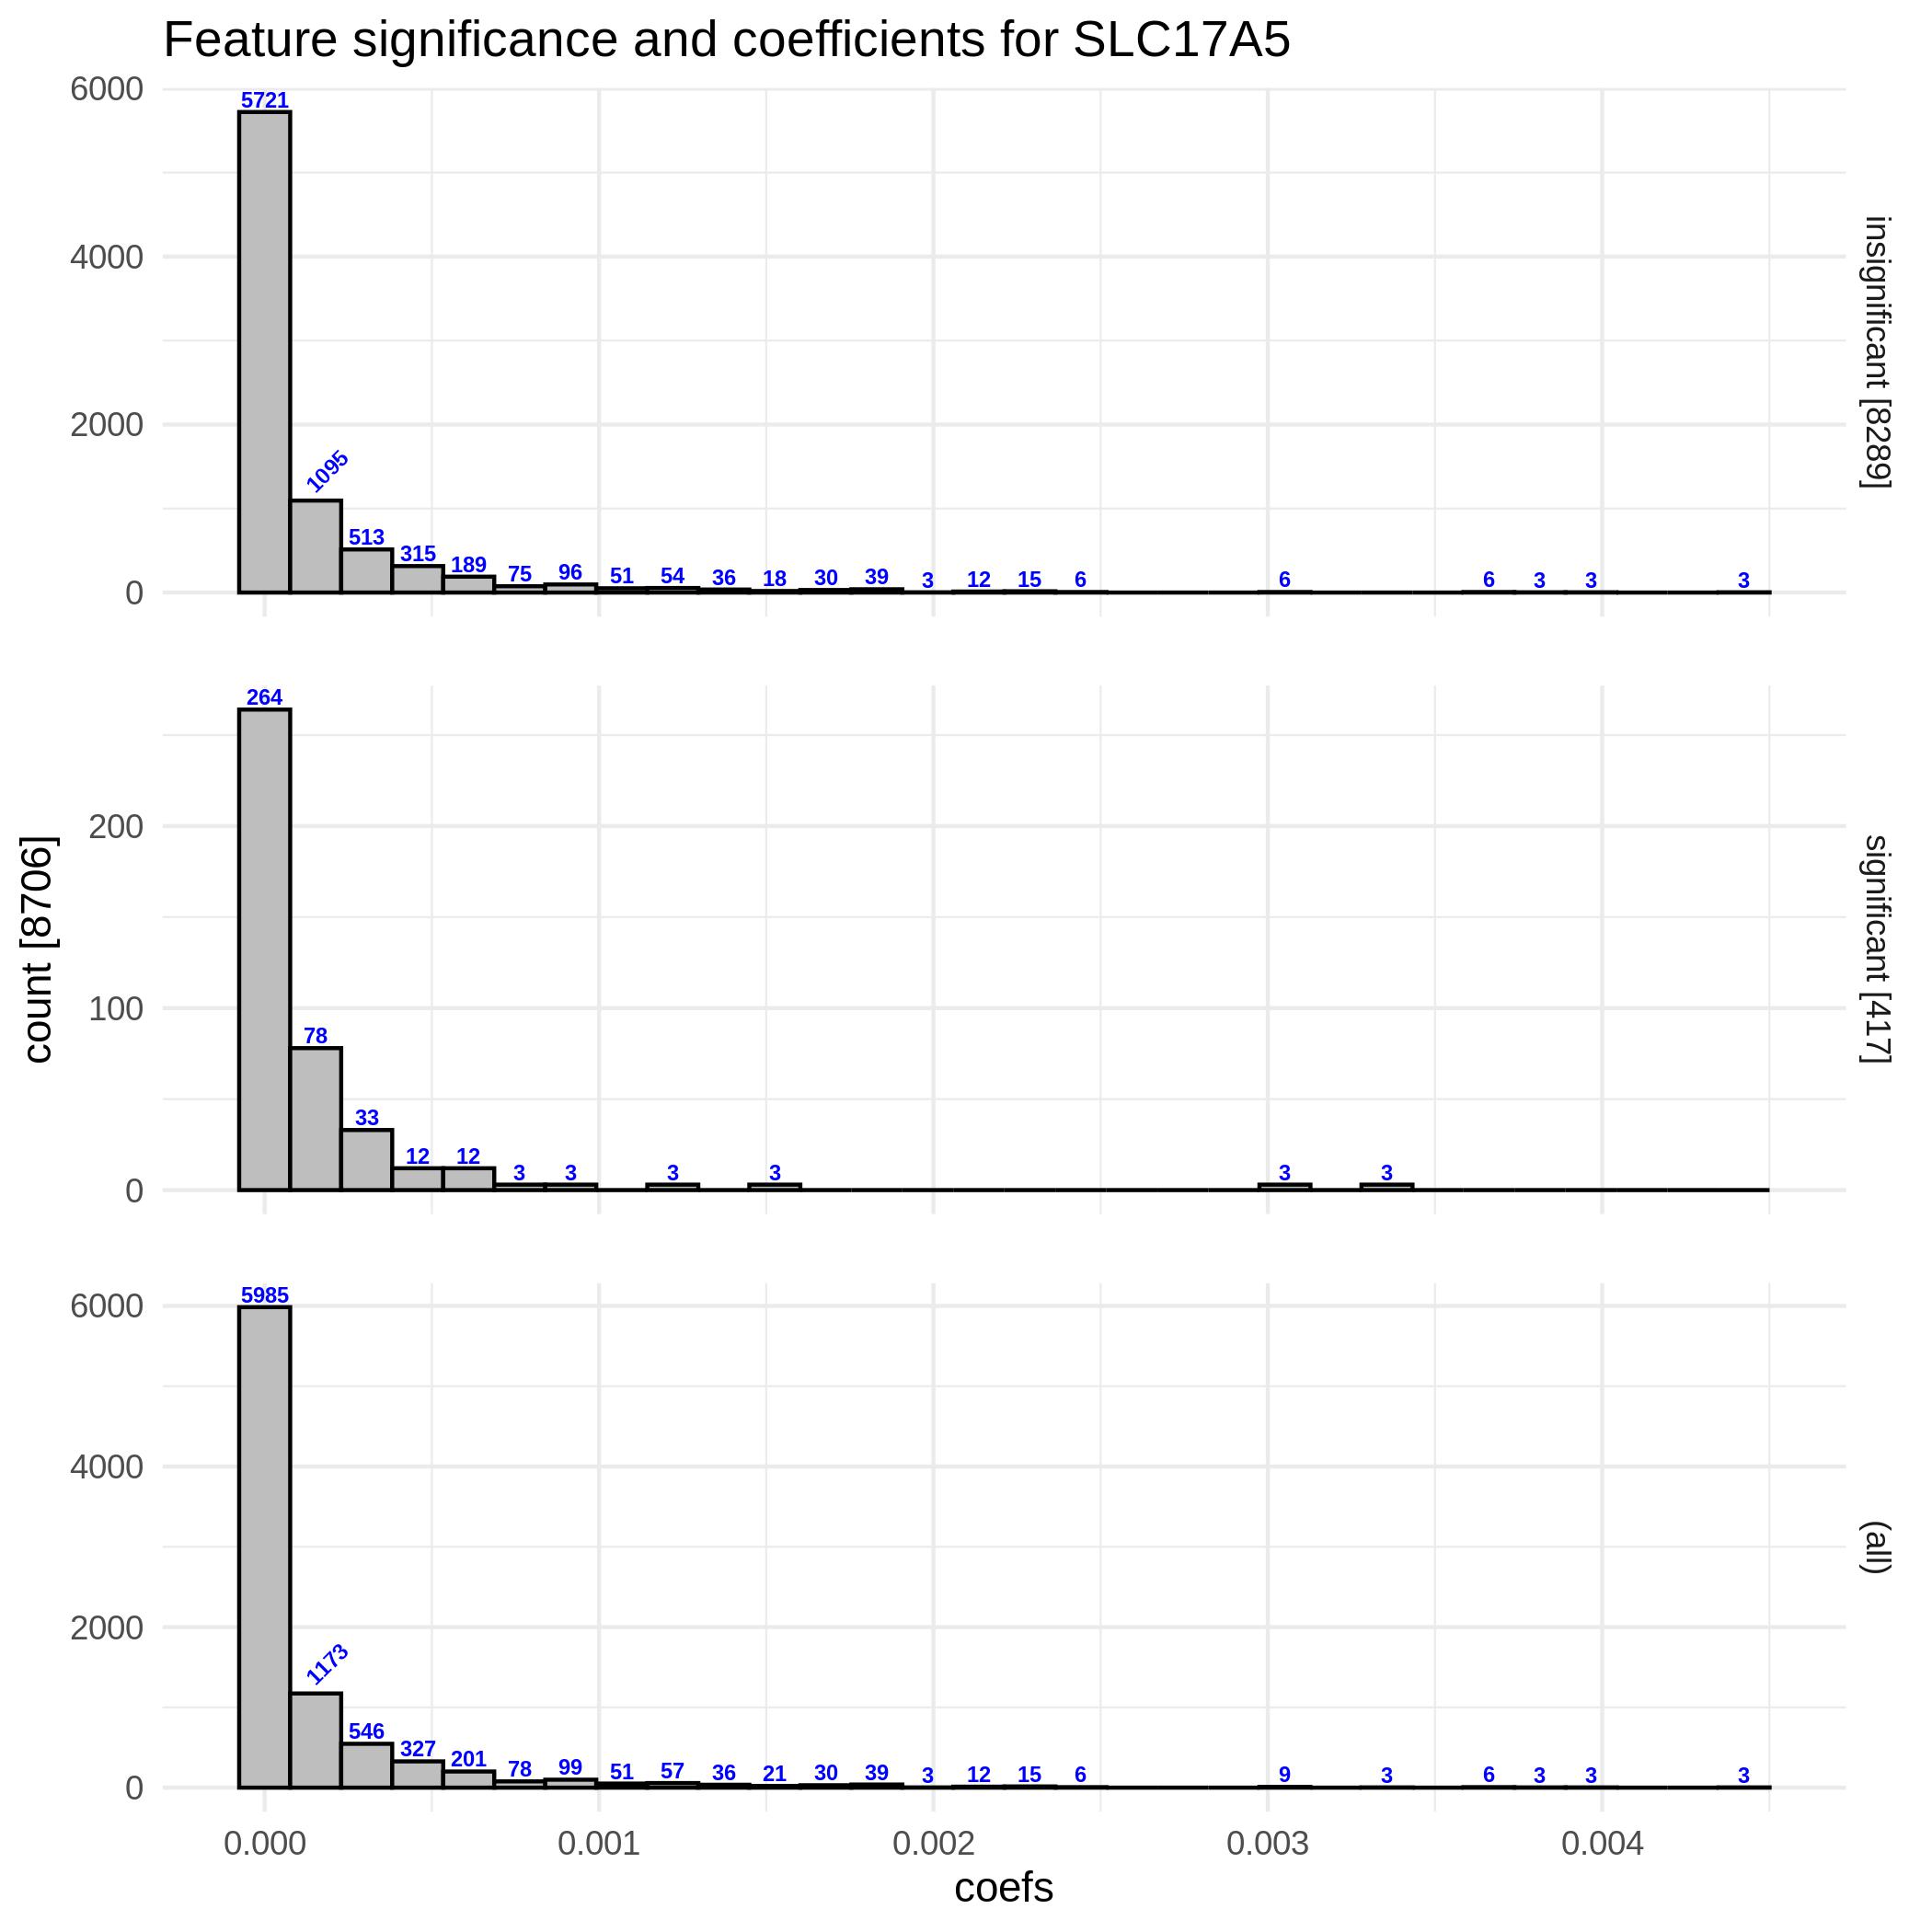 Feature significance and coefficients for SLC17A5
6000
4000
2000
0
5721
1095
513 315 189 75 96 51 54 36 18 30 39 3 12 15 6 6 6 3 3 3
insignificant [8289]
200
100
0
264
78
33
12 12 3 3 3 3 3 3
significant [417]
6000
4000
2000
0
5985
1173
546 327 201 78 99 51 57 36 21 30 39 3 12 15 6 9 3 6 3 3 3
(all)
count [8706]
0.000 0.001 0.002 0.003 0.004
coefs